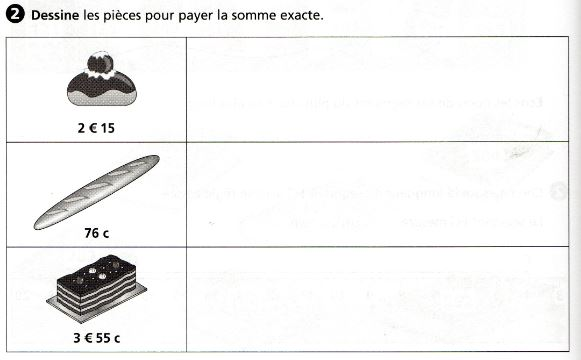 2 Dessine les pièces pour payer la somme exacte.
2 € 15
76 c
3 € 55 c